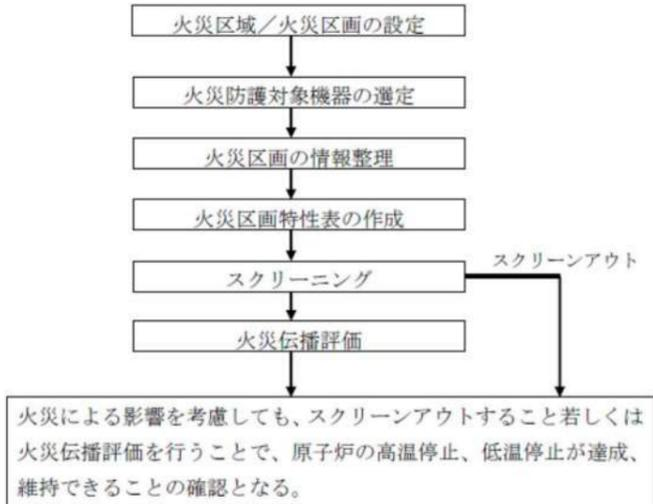 火災区域／火災区画の設定
火災防護対象機器の選定
火災区画の情報整理
火災区画特性表の作成
スクリーニング
スクリーンアウト
火災伝播評価
火災による影響を考慮しても、スクリーンアウトすること若しくは
火災伝播評価を行うことで、原子炉の高温停止、低温停止が達成、
維持できることの確認となる。